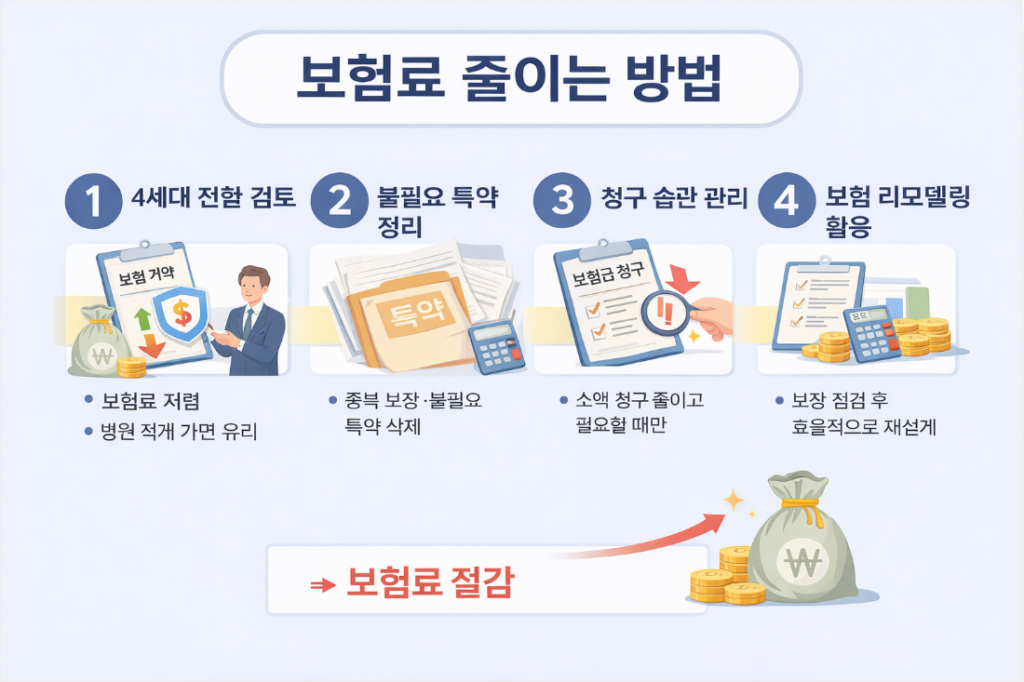 보험료 줄이는 방법
1 4세대 전함 검토
보험 거약
$
₩
• 보험료 저렴
• 병원 적게 가면 유리
2 불필요 특약
정리
특약
• 중븍 보장·불필요
특약 삭제
3 청구 습관 관리
보험금 청구
• 소액 청구 줄이고
필요할 때만
4 보험 리모델링
활용
• 보장 점검 후
효율적으로 재설게
⇒ 보험료 절감
₩